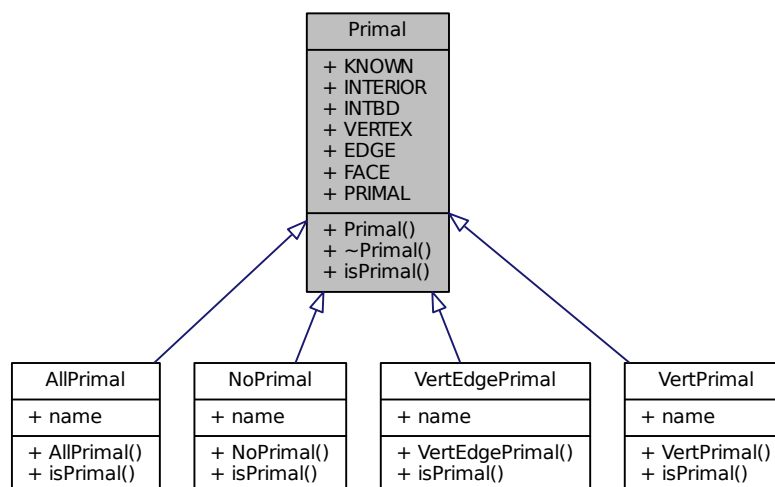 Primal
+ KNOWN
+ INTERIOR
+ INTBD
+ VERTEX
+ EDGE
+ FACE
+ PRIMAL
+ Primal()
+ ~Primal()
+ isPrimal()
AllPrimal
+ name
+ AllPrimal()
+ isPrimal()
NoPrimal
+ name
+ NoPrimal()
+ isPrimal()
VertEdgePrimal
+ name
+ VertEdgePrimal()
+ isPrimal()
VertPrimal
+ name
+ VertPrimal()
+ isPrimal()